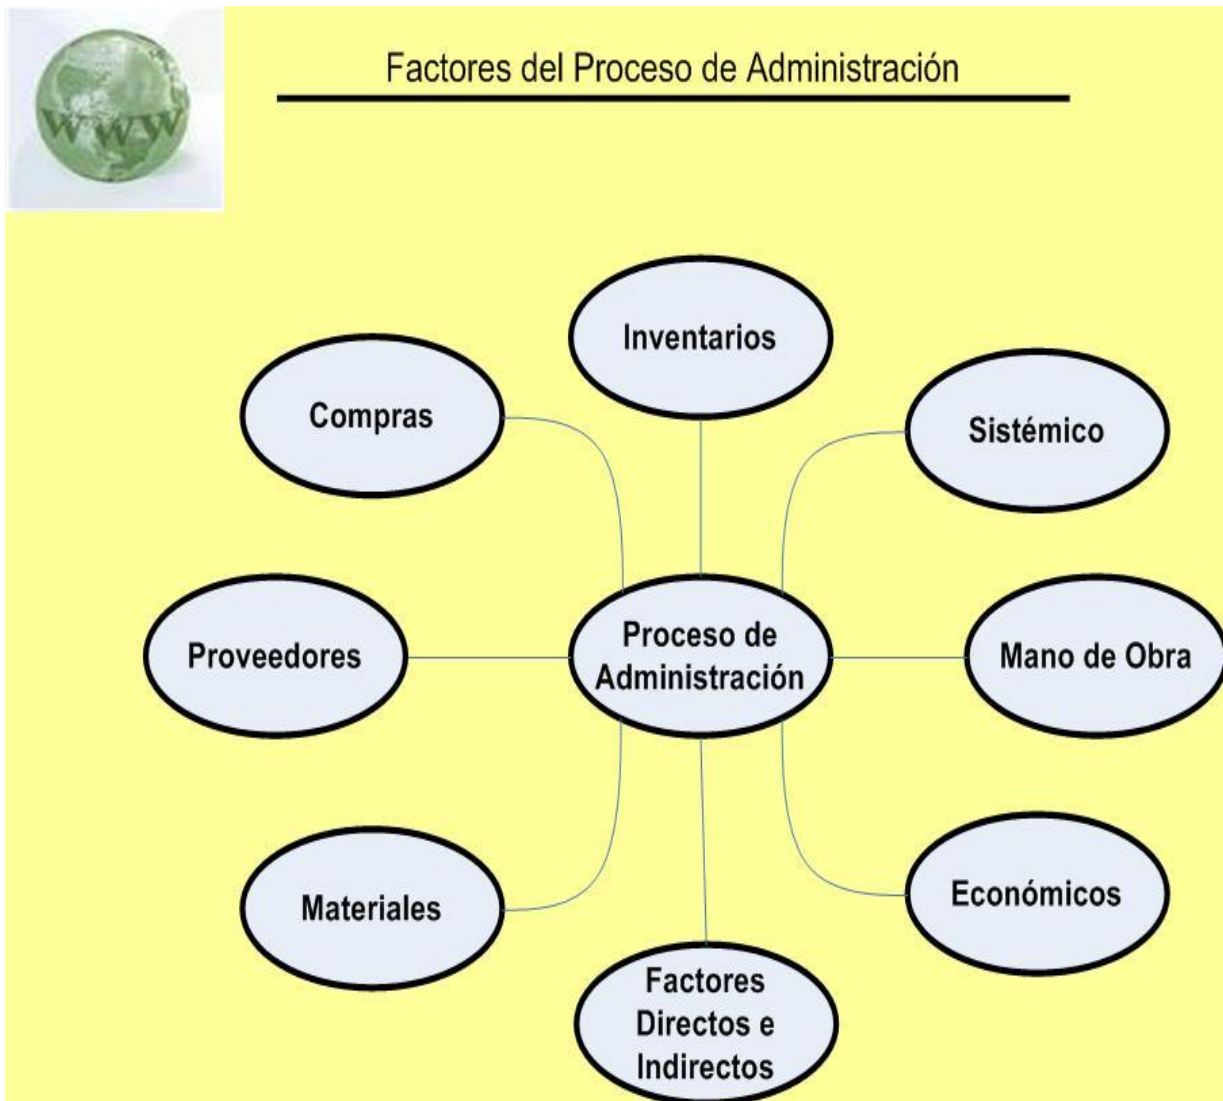 WWW
Factores del Proceso de Administración
Inventarios
Compras
Sistémico
Proceso de
Administración
Proveedores
Mano de Obra
Materiales
Económicos
Factores
Directos e
Indirectos